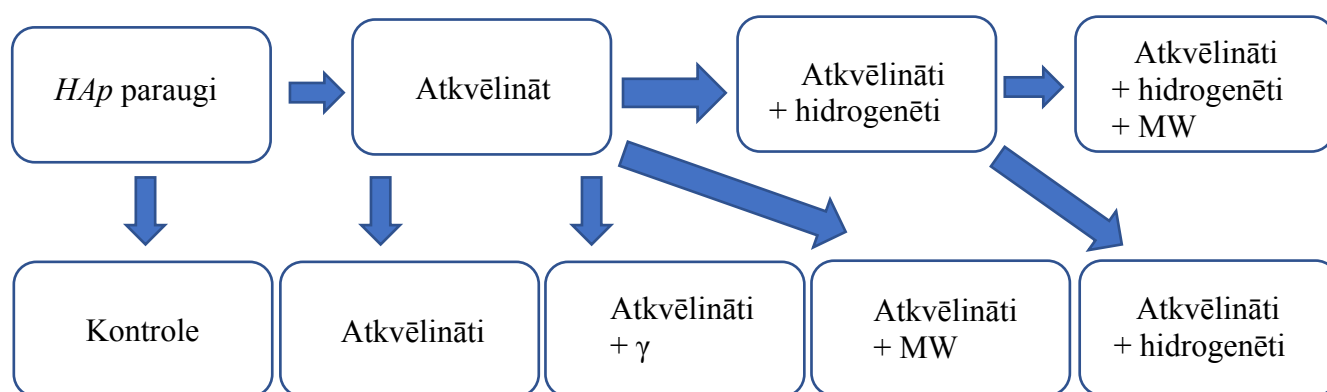 HAp paraugi
Atkvēlināt
Atkvēlināti
+ hidrogenēti
Atkvēlināti
+ hidrogenēti
+ MW
Kontrole
Atkvēlināti
Atkvēlināti
+ γ
Atkvēlināti
+ MW
Atkvēlināti
+ hidrogenēti